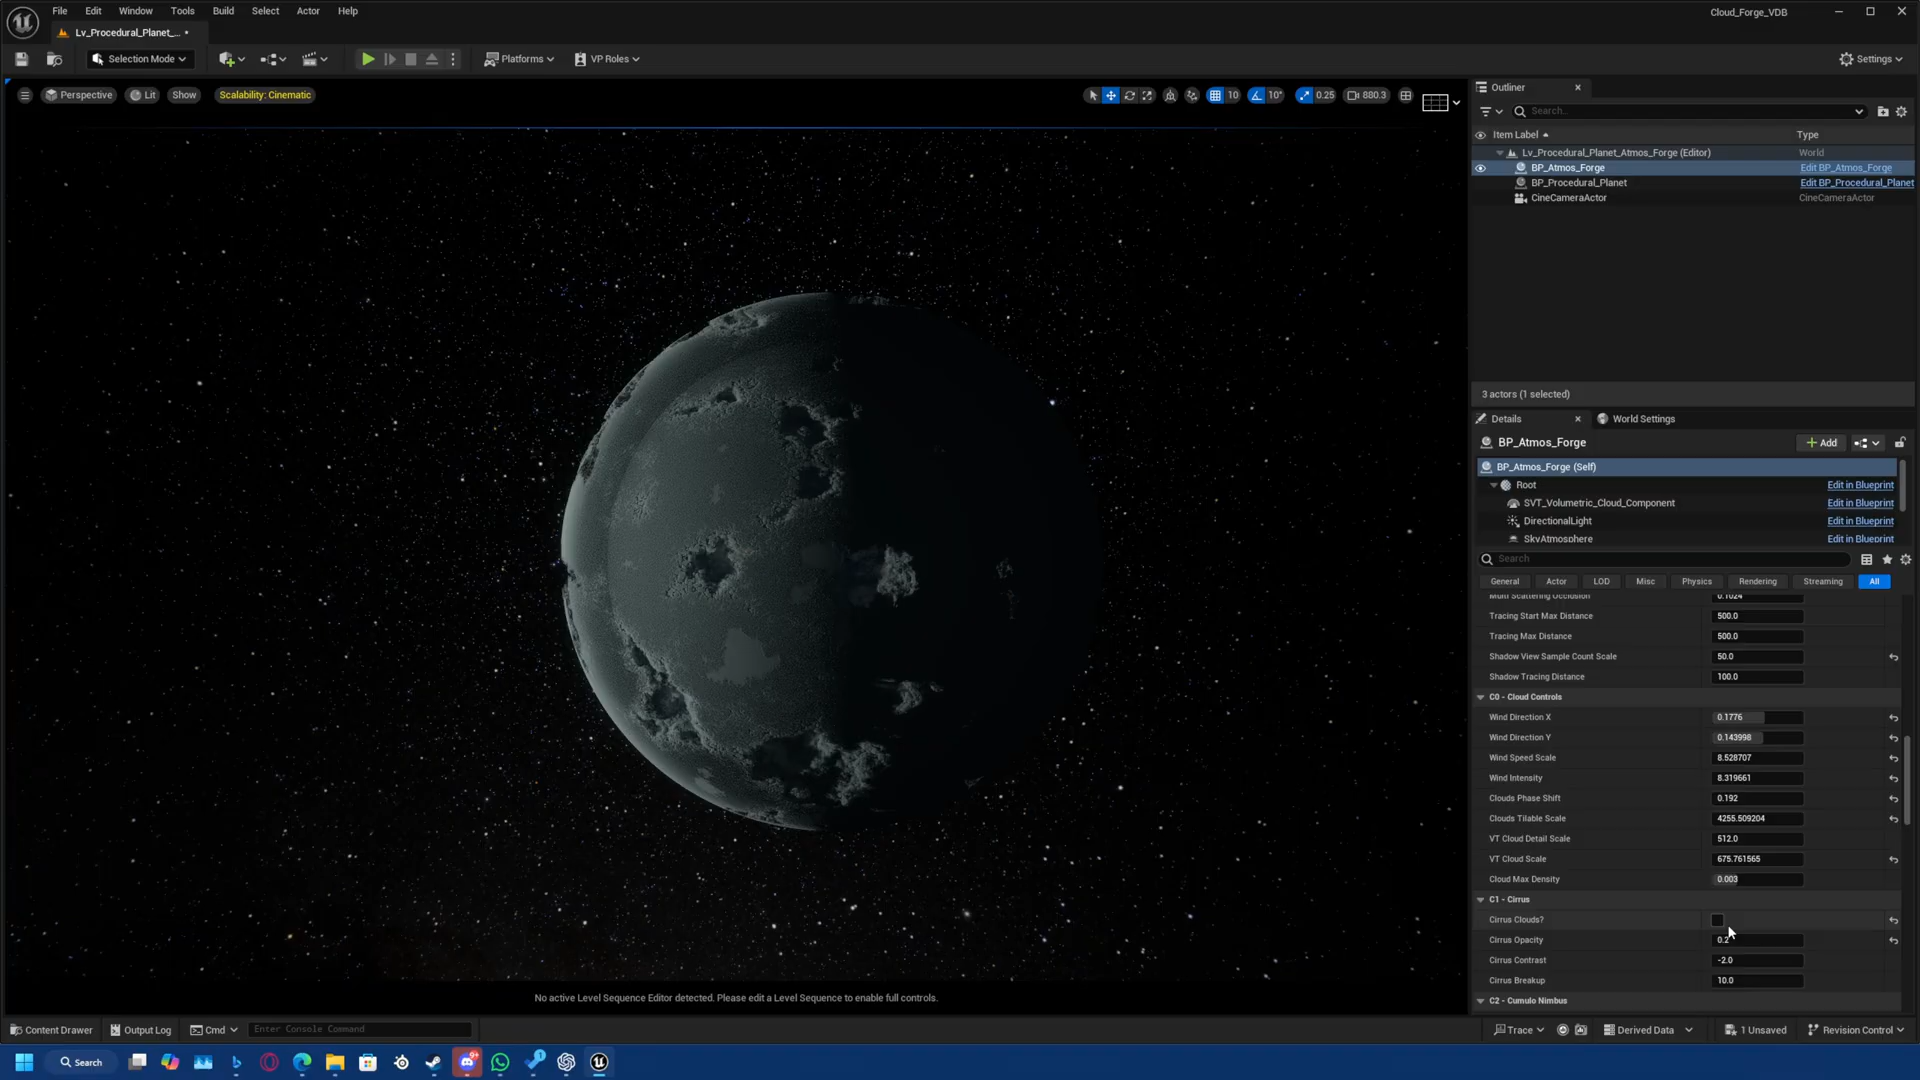 File Edit Window Tools Build Select Actor Help
Cloud_Forge_VDB
Lv_Procedural_Planet_... •
Selection Mode
Platforms
VP Roles
Settings
Perspective Lit Show Scalability: Cinematic
10 10° 0.25 880.3
Outliner
Search...
Item Label Type
Lv_Procedural_Planet_Atmos_Forge (Editor) World
BP_Atmos_Forge Edit BP_Atmos_Forge
BP_Procedural_Planet Edit BP_Procedural_Planet
CineCameraActor CineCameraActor
3 actors (1 selected)
Details World Settings
BP_Atmos_Forge Add
BP_Atmos_Forge (Self)
Root Edit in Blueprint
SVT_Volumetric_Cloud_Component Edit in Blueprint
DirectionalLight Edit in Blueprint
SkyAtmosphere Edit in Blueprint
Search
General Actor LOD Misc Physics Rendering Streaming All
Multi Scattering Occlusion 0.1024
Tracing Start Max Distance 500.0
Tracing Max Distance 500.0
Shadow View Sample Count Scale 50.0
Shadow Tracing Distance 100.0
C0 - Cloud Controls
Wind Direction X 0.1776
Wind Direction Y 0.143998
Wind Speed Scale 8.528707
Wind Intensity 8.319661
Clouds Phase Shift 0.192
Clouds Tilable Scale 4255.509204
VT Cloud Detail Scale 512.0
VT Cloud Scale 675.761565
Cloud Max Density 0.003
C1 - Cirrus
Cirrus Clouds?
Cirrus Opacity 0.2
Cirrus Contrast -2.0
Cirrus Breakup 10.0
C2 - Cumulo Nimbus
No active Level Sequence Editor detected. Please edit a Level Sequence to enable full controls.
Content Drawer Output Log Cmd Enter Console Command
Trace Derived Data 1 Unsaved Revision Control
Search